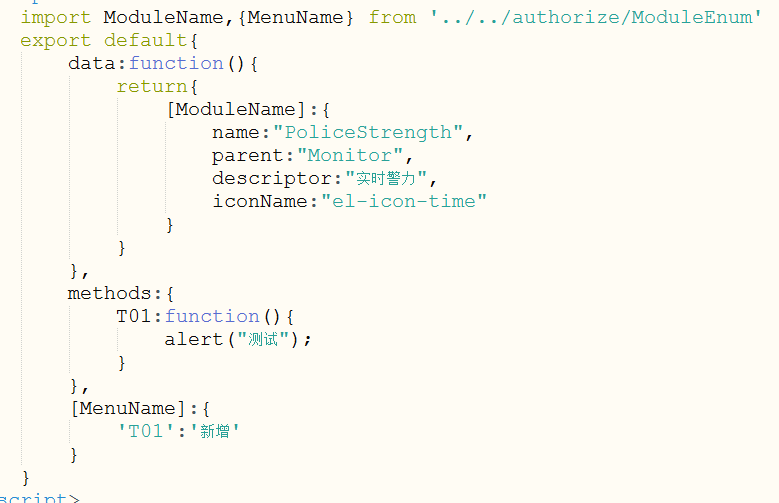 import ModuleName,{MenuName} from '../../authorize/ModuleEnum'
export default{
data:function(){
return{
[ModuleName]:{
name:"PoliceStrength",
parent:"Monitor",
descriptor:"实时警力",
iconName:"el-icon-time"
}
}
},
methods:{
T01:function(){
alert("测试");
}
},
[MenuName]:{
'T01':'新增'
}
}
script>